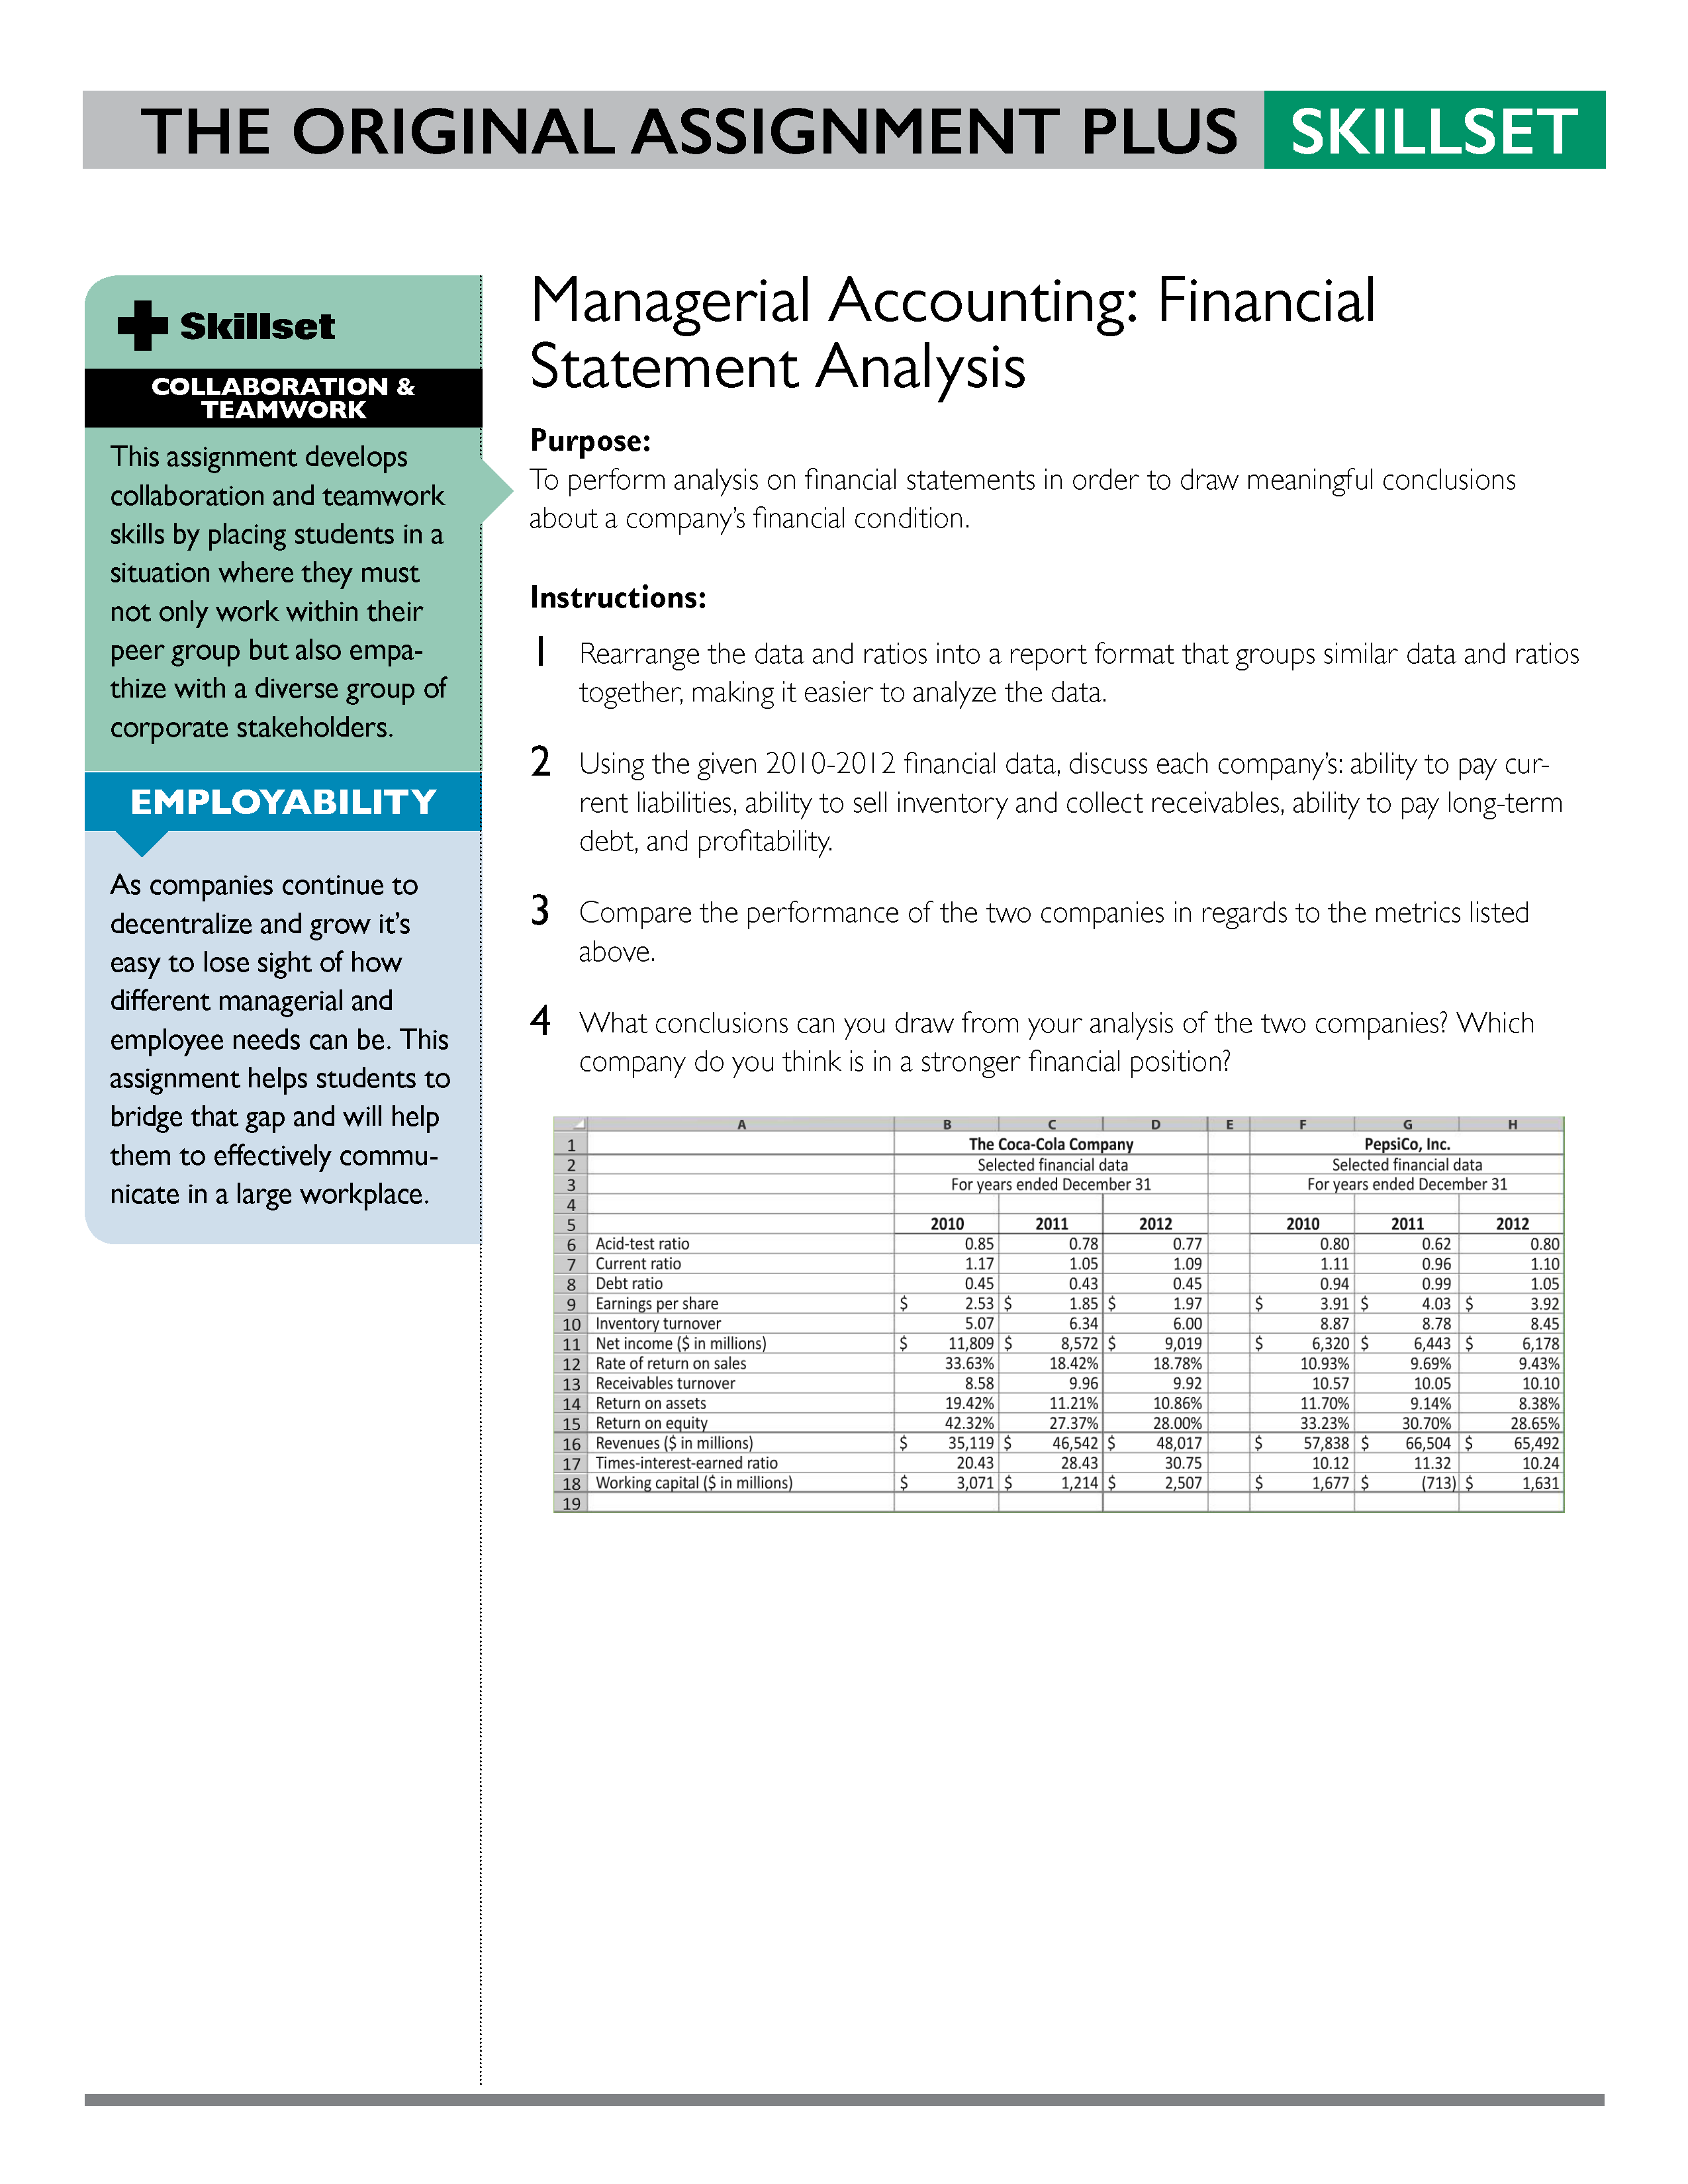 THE ORIGINAL ASSIGNMENT PLUS SKILLSET
Skillset
COLLABORATION &
TEAMWORK
This assignment develops
collaboration and teamwork
skills by placing students in a
situation where they must
not only work within their
peer group but also empa-
thize with a diverse group of
corporate stakeholders.
EMPLOYABILITY
As companies continue to
decentralize and grow it's
easy to lose sight of how
different managerial and
employee needs can be. This
assignment helps students to
bridge that gap and will help
them to effectively commu-
nicate in a large workplace.
Managerial Accounting: Financial
Statement Analysis
Purpose:
To perform analysis on financial statements in order to draw meaningful conclusions
about a company's financial condition.
Instructions:
1 Rearrange the data and ratios into a report format that groups similar data and ratios
together, making it easier to analyze the data.
2 Using the given 2010-2012 financial data, discuss each company's: ability to pay cur-
rent liabilities, ability to sell inventory and collect receivables, ability to pay long-term
debt, and profitability.
3 Compare the performance of the two companies in regards to the metrics listed
above.
4 What conclusions can you draw from your analysis of the two companies? Which
company do you think is in a stronger financial position?
A B C D E F G H
1 The Coca-Cola Company PepsiCo, Inc.
2 Selected financial data Selected financial data
3 For years ended December 31 For years ended December 31
4
5 2010 2011 2012 2010 2011 2012
6 Acid-test ratio 0.85 0.78 0.77 0.80 0.62 0.80
7 Current ratio 1.17 1.05 1.09 1.11 0.96 1.10
8 Debt ratio 0.45 0.43 0.45 0.94 0.99 1.05
9 Earnings per share $ 2.53 $ 1.85 $ 1.97 $ 3.91 $ 4.03 $ 3.92
10 Inventory turnover 5.07 6.34 6.00 8.87 8.78 8.45
11 Net income ($ in millions) $ 11,809 $ 8,572 $ 9,019 $ 6,320 $ 6,443 $ 6,178
12 Rate of return on sales 33.63% 18.42% 18.78% 10.93% 9.69% 9.43%
13 Receivables turnover 8.58 9.96 9.92 10.57 10.05 10.10
14 Return on assets 19.42% 11.21% 10.86% 11.70% 9.14% 8.38%
15 Return on equity 42.32% 27.37% 28.00% 33.23% 30.70% 28.65%
16 Revenues ($ in millions) $ 35,119 $ 46,542 $ 48,017 $ 57,838 $ 66,504 $ 65,492
17 Times-interest-earned ratio 20.43 28.43 30.75 10.12 11.32 10.24
18 Working capital ($ in millions) $ 3,071 $ 1,214 $ 2,507 $ 1,677 $ (713) $ 1,631
19